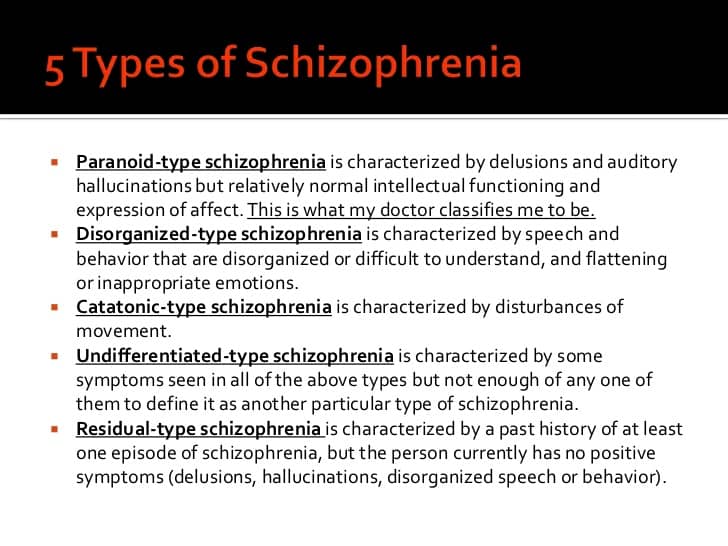 5 Types of Schizophrenia
▪ Paranoid-type schizophrenia is characterized by delusions and auditory
hallucinations but relatively normal intellectual functioning and
expression of affect. This is what my doctor classifies me to be.
▪ Disorganized-type schizophrenia is characterized by speech and
behavior that are disorganized or difficult to understand, and flattening
or inappropriate emotions.
▪ Catatonic-type schizophrenia is characterized by disturbances of
movement.
▪ Undifferentiated-type schizophrenia is characterized by some
symptoms seen in all of the above types but not enough of any one of
them to define it as another particular type of schizophrenia.
▪ Residual-type schizophrenia is characterized by a past history of at least
one episode of schizophrenia, but the person currently has no positive
symptoms (delusions, hallucinations, disorganized speech or behavior).